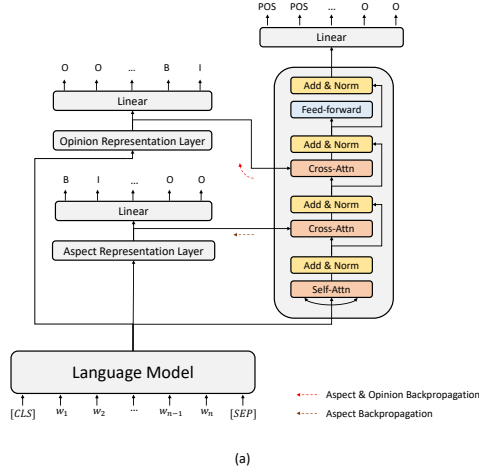 POS POS ... O O
Linear
Add & Norm
Feed-forward
Add & Norm
Cross-Attn
Add & Norm
Cross-Attn
Add & Norm
Self-Attn
O O ... B I
Linear
Opinion Representation Layer
B I ... O O
Linear
Aspect Representation Layer
Language Model
[CLS] w₁ w₂ ... wₙ₋₁ wₙ [SEP]
Aspect & Opinion Backpropagation
Aspect Backpropagation
(a)